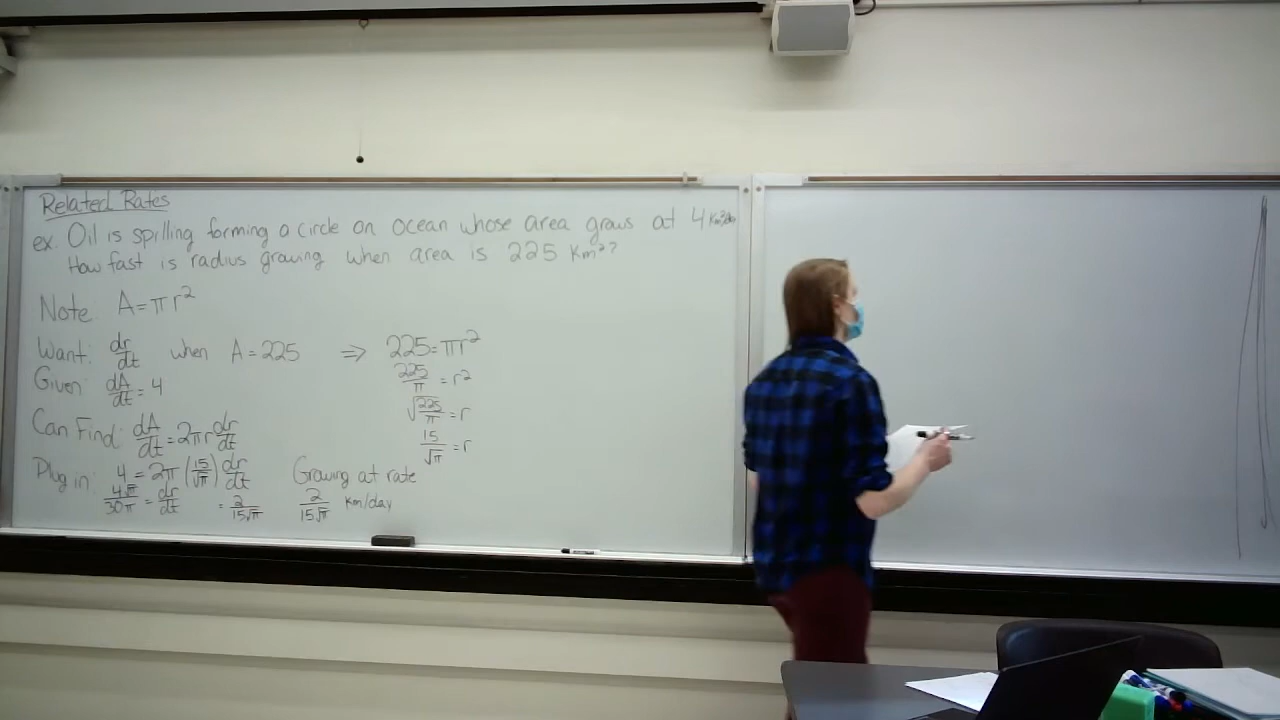 Related Rates
ex. Oil is spilling forming a circle on ocean whose area grows at 4
How fast is radius growing when area is 225 Km²?
Note: A=πr²
Want: dr/dt when A=225 ⇒ 225=πr²
225/π = r²
Given: dA/dt = 4
√(225/π) = r
Can Find: dA/dt = 2πr dr/dt
15/√π = r
Plug in: 4 = 2π (15/√π) dr/dt Growing at rate
4√π/30π = dr/dt = 2/15√π 2/15√π km/day